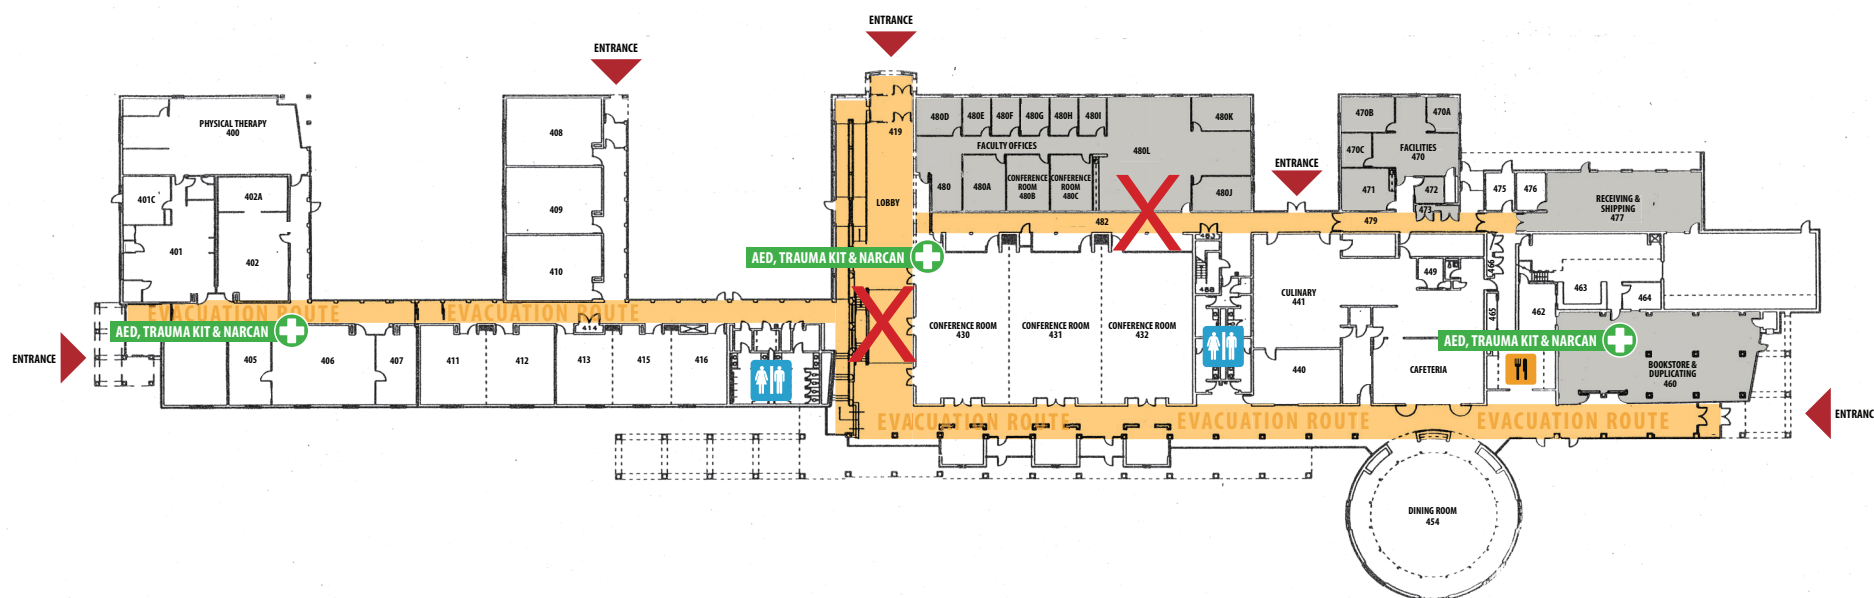 ENTRANCE
ENTRANCE
PHYSICAL THERAPY
400
408
419
480D
480E
480F
480G
480H
480I
480K
470B
470A
FACULTY OFFICES
480L
470C
FACILITIES
470
ENTRANCE
401C
402A
409
LOBBY
480
480A
CONFERENCE
ROOM
480B
CONFERENCE
ROOM
480C
480J
471
472
473
475
476
RECEIVING &
SHIPPING
477
482
479
483
401
402
410
AED, TRAUMA KIT & NARCAN
488
CULINARY
441
449
466
463
464
462
465
EVACUATION ROUTE
EVACUATION ROUTE
AED, TRAUMA KIT & NARCAN
414
CONFERENCE ROOM
430
CONFERENCE ROOM
431
CONFERENCE ROOM
432
AED, TRAUMA KIT & NARCAN
ENTRANCE
405
406
407
411
412
413
415
416
440
CAFETERIA
BOOKSTORE &
DUPLICATING
460
EVACUATION ROUTE
EVACUATION ROUTE
EVACUATION ROUTE
ENTRANC
DINING ROOM
454